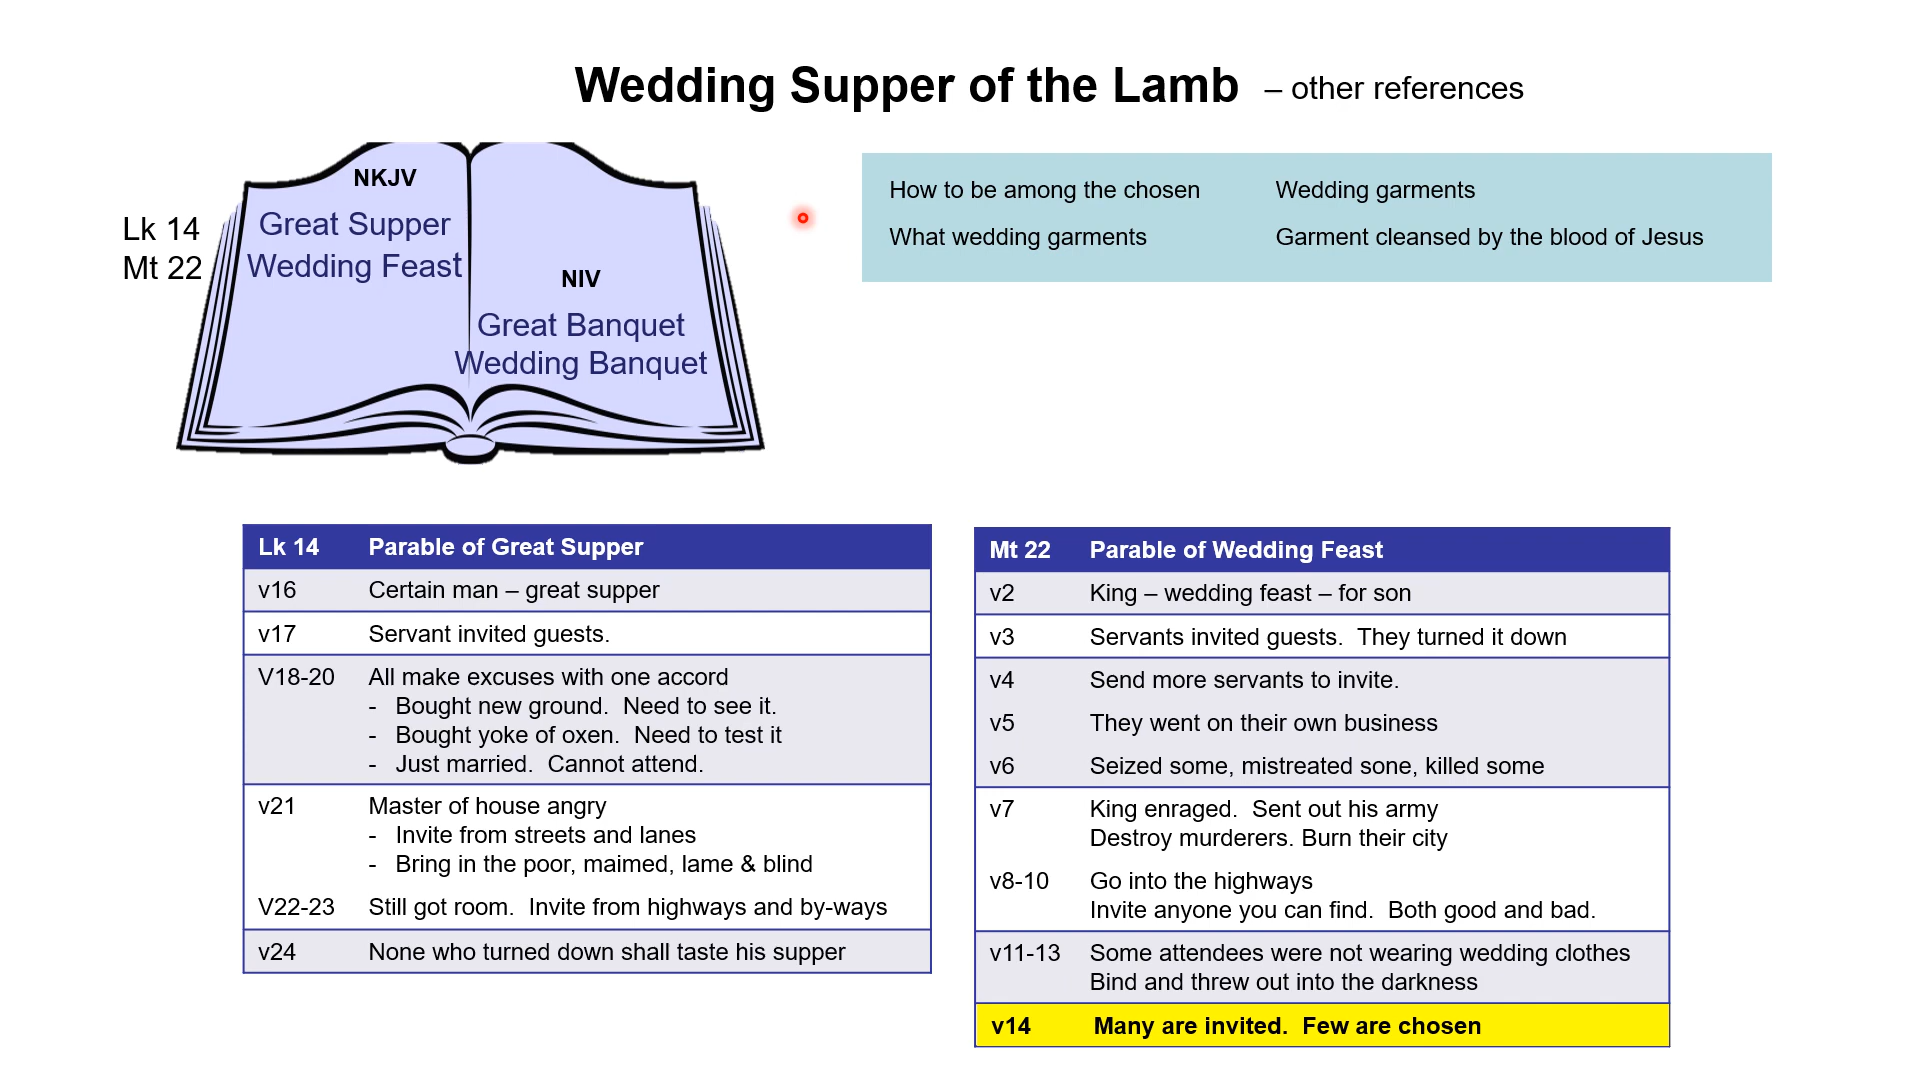 Wedding Supper of the Lamb – other references
NKJV
Lk 14 Great Supper
Mt 22 Wedding Feast
NIV
Great Banquet
Wedding Banquet
How to be among the chosen Wedding garments
What wedding garments Garment cleansed by the blood of Jesus
Lk 14 Parable of Great Supper
v16 Certain man – great supper
v17 Servant invited guests.
V18-20 All make excuses with one accord
- Bought new ground. Need to see it.
- Bought yoke of oxen. Need to test it
- Just married. Cannot attend.
v21 Master of house angry
- Invite from streets and lanes
- Bring in the poor, maimed, lame & blind
V22-23 Still got room. Invite from highways and by-ways
v24 None who turned down shall taste his supper
Mt 22 Parable of Wedding Feast
v2 King – wedding feast – for son
v3 Servants invited guests. They turned it down
v4 Send more servants to invite.
v5 They went on their own business
v6 Seized some, mistreated sone, killed some
v7 King enraged. Sent out his army
Destroy murderers. Burn their city
v8-10 Go into the highways
Invite anyone you can find. Both good and bad.
v11-13 Some attendees were not wearing wedding clothes
Bind and threw out into the darkness
v14 Many are invited. Few are chosen